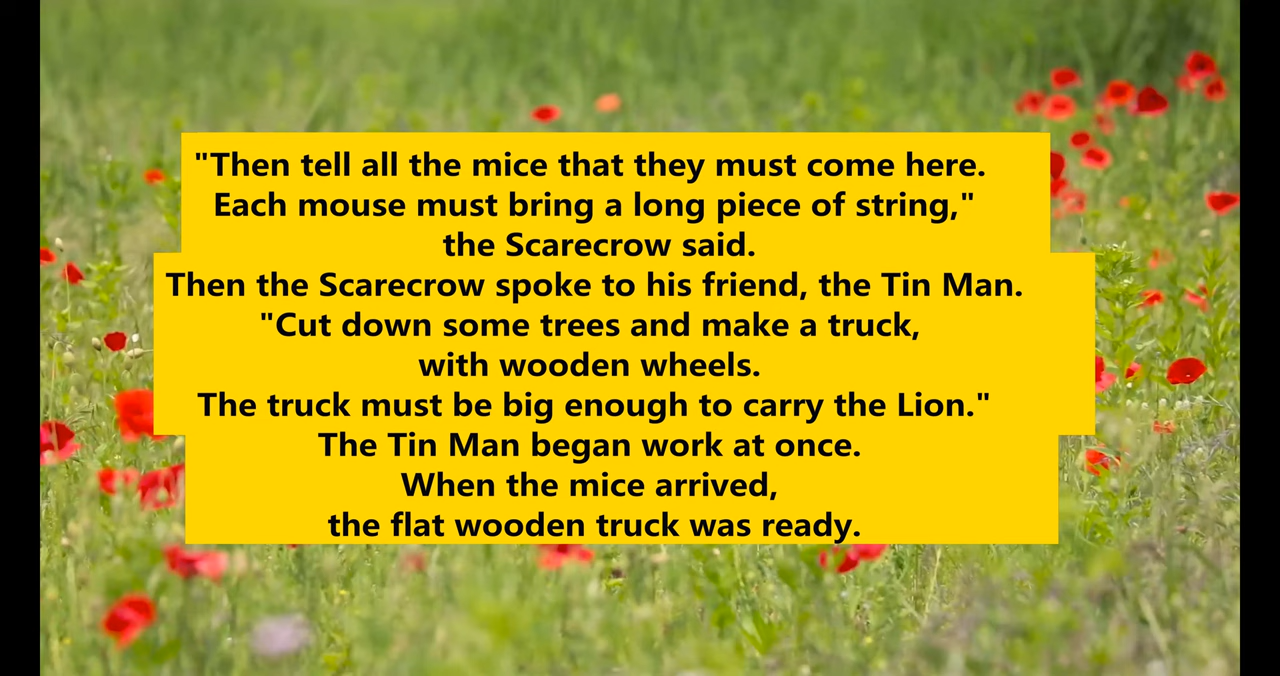 "Then tell all the mice that they must come here.
Each mouse must bring a long piece of string,"
the Scarecrow said.
Then the Scarecrow spoke to his friend, the Tin Man.
"Cut down some trees and make a truck,
with wooden wheels.
The truck must be big enough to carry the Lion."
The Tin Man began work at once.
When the mice arrived,
the flat wooden truck was ready.